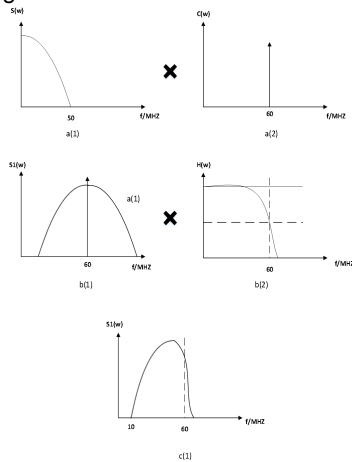 S(w)
C(w)
50
f/MHZ
60
f/MHZ
a(1)
a(2)
S1(w)
H(w)
a(1)
60
f/MHZ
60
f/MHZ
b(1)
b(2)
S1(w)
10
60
f/MHZ
c(1)